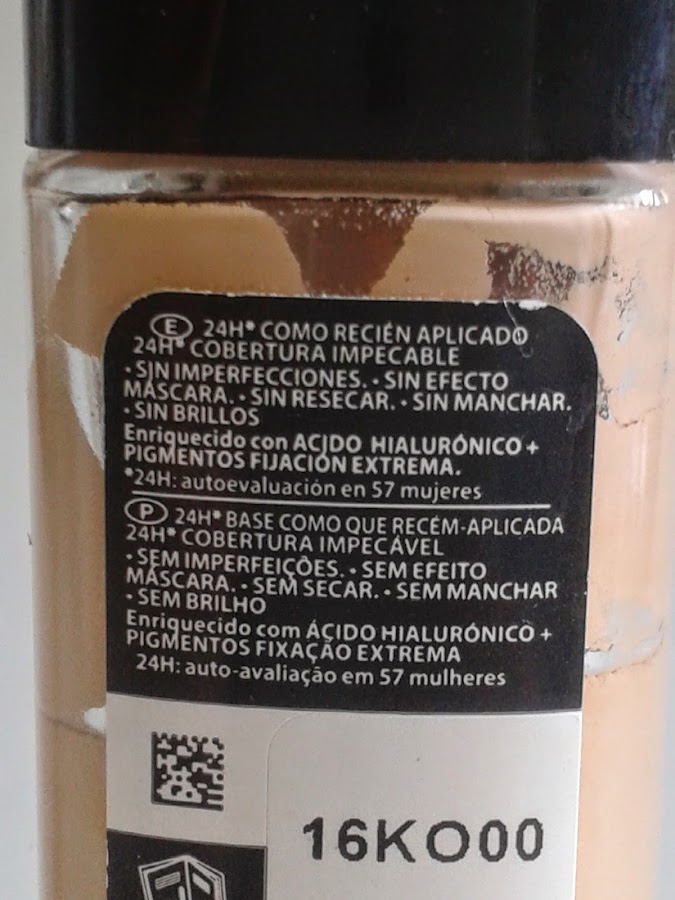 E 24H* COMO RECIÉN APLICADO
24H* COBERTURA IMPECABLE
• SIN IMPERFECCIONES. • SIN EFECTO
MÁSCARA. • SIN RESECAR. • SIN MANCHAR.
• SIN BRILLOS
Enriquecido con ÁCIDO HIALURÓNICO +
PIGMENTOS FIJACIÓN EXTREMA.
*24H: autoevaluación en 57 mujeres
P 24H* BASE COMO QUE RECÉM-APLICADA
24H* COBERTURA IMPECÁVEL
• SEM IMPERFEIÇÕES. • SEM EFEITO
MÁSCARA. • SEM SECAR. • SEM MANCHAR
• SEM BRILHO
Enriquecido com ÁCIDO HIALURÓNICO +
PIGMENTOS FIXAÇÃO EXTREMA
24H: auto-avaliação em 57 mulheres
16KO00